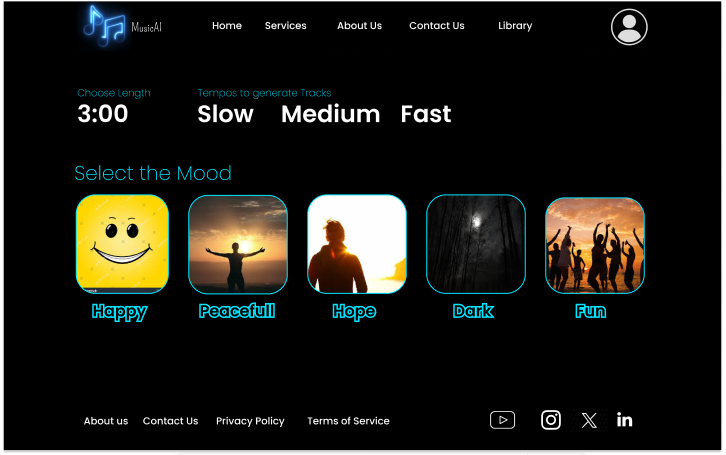 MusicAI
Home Services About Us Contact Us Library
Choose Length Tempos to generate Tracks
3:00 Slow Medium Fast
Select the Mood
Happy Peacefull Hope Dark Fun
About us Contact Us Privacy Policy Terms of Service